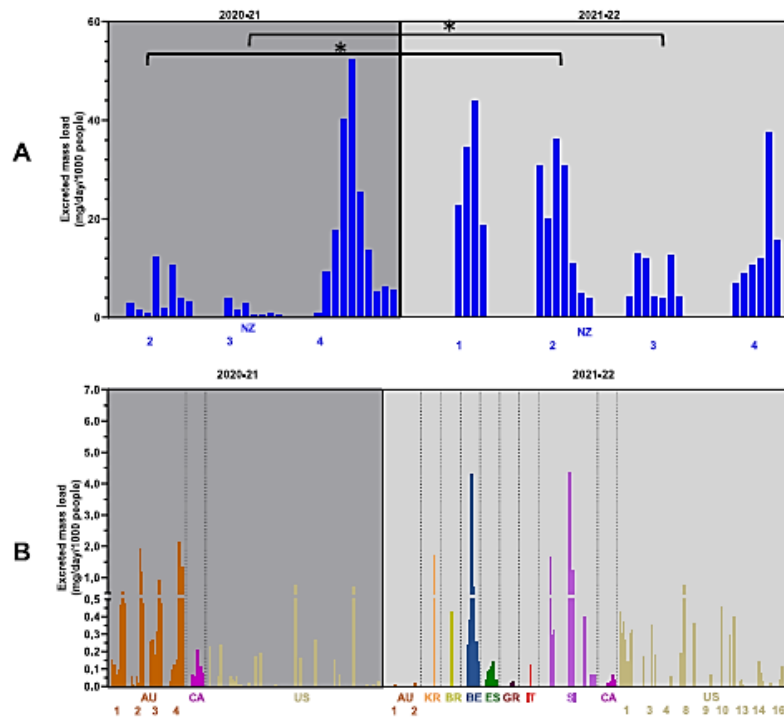 2020-21 2021-22
A
Excreted mass load
(mg/day/1000 people)
60
40
20
0
* *
NZ NZ
2 3 4 1 2 3 4
2020-21 2021-22
B
Excreted mass load
(mg/day/1000 people)
7.0
6.0
5.0
4.0
3.0
2.0
1.0
0.5
0.4
0.3
0.2
0.1
0.0
AU CA US AU KR BR BE ES GR IT SI CA US
1 2 3 4 1 2 1 3 4 8 9 10 13 14 16